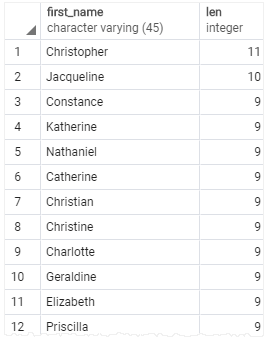 first_name len
character varying (45) integer
1 Christopher 11
2 Jacqueline 10
3 Constance 9
4 Katherine 9
5 Nathaniel 9
6 Catherine 9
7 Christian 9
8 Christine 9
9 Charlotte 9
10 Geraldine 9
11 Elizabeth 9
12 Priscilla 9